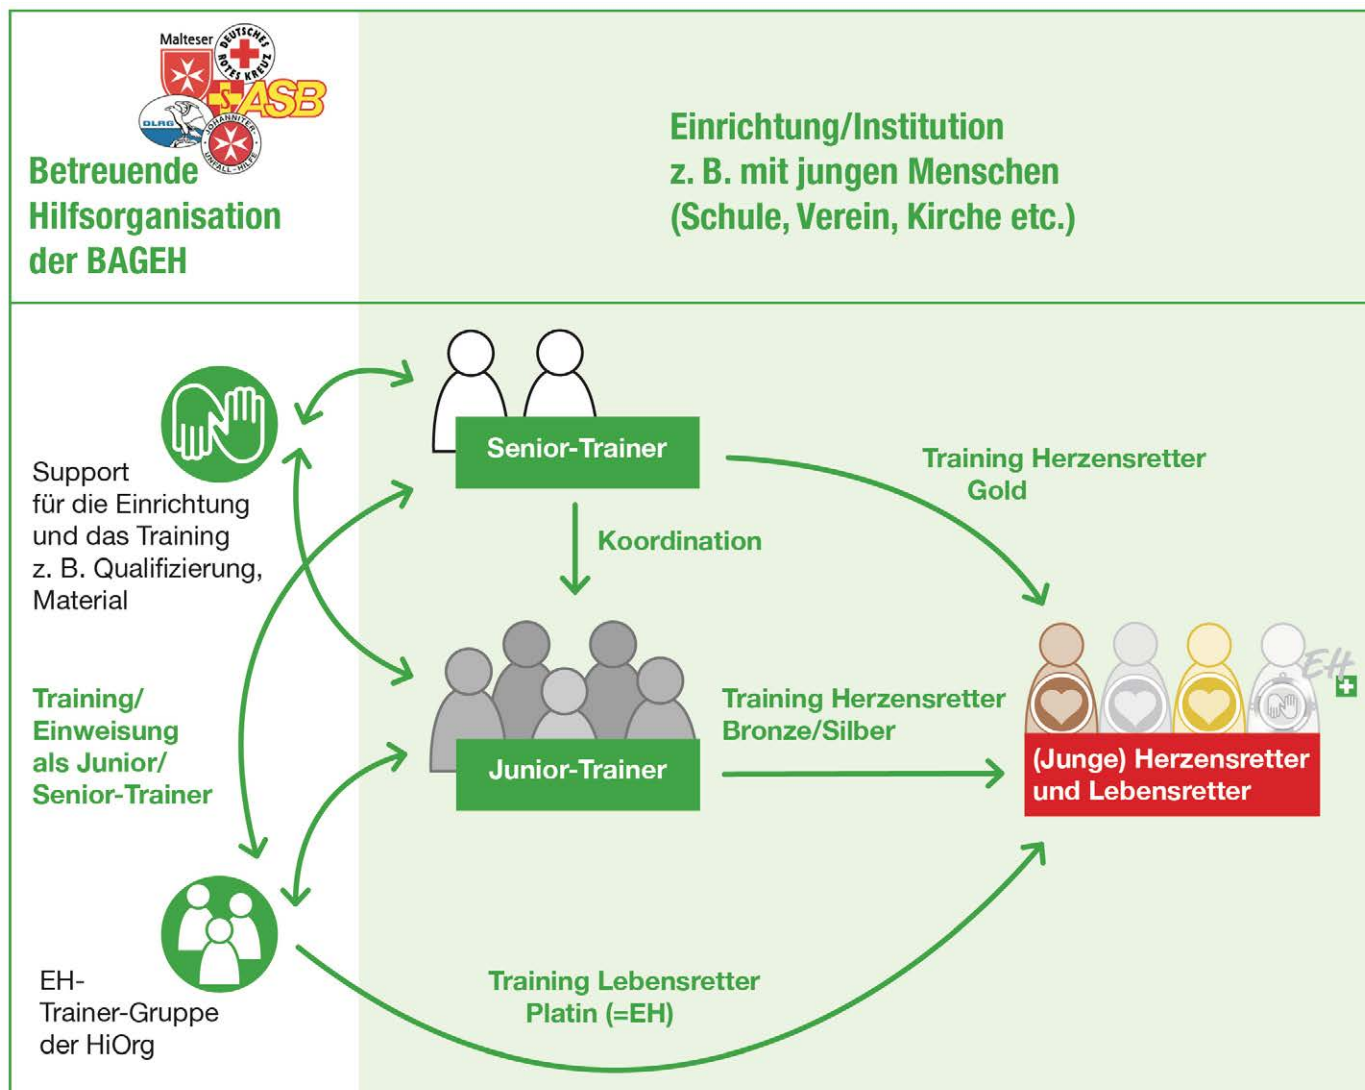 Malteser
DEUTSCHES
ROTES KREUZ
S ASB
DLRG
JOHANNITER-
UNFALL-HILFE
Betreuende
Hilfsorganisation
der BAGEH
Einrichtung/Institution
z. B. mit jungen Menschen
(Schule, Verein, Kirche etc.)
Support
für die Einrichtung
und das Training
z. B. Qualifizierung,
Material
Training/
Einweisung
als Junior/
Senior-Trainer
EH-
Trainer-Gruppe
der HiOrg
Senior-Trainer
Koordination
Junior-Trainer
Training Herzensretter
Gold
Training Herzensretter
Bronze/Silber
Training Lebensretter
Platin (=EH)
EH
(Junge) Herzensretter
und Lebensretter